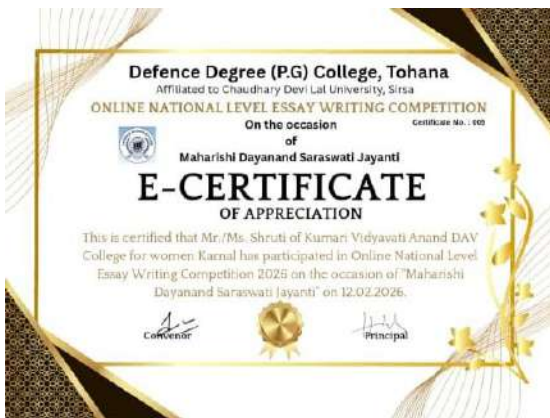 Defence Degree (P.G) College, Tohana
Affiliated to Chaudhary Devi Lal University, Sirsa
ONLINE NATIONAL LEVEL ESSAY WRITING COMPETITION
On the occasion
Certificate No. : 005
of
Maharishi Dayanand Saraswati Jayanti
E-CERTIFICATE
OF APPRECIATION
This is certified that Mr./Ms. Shruti of Kumari Vidyavati Anand DAV
College for women Karnal has participated in Online National Level
Essay Writing Competition 2026 on the occasion of "Maharishi
Dayanand Saraswati Jayanti" on 12.02.2026.
Convenor
Principal